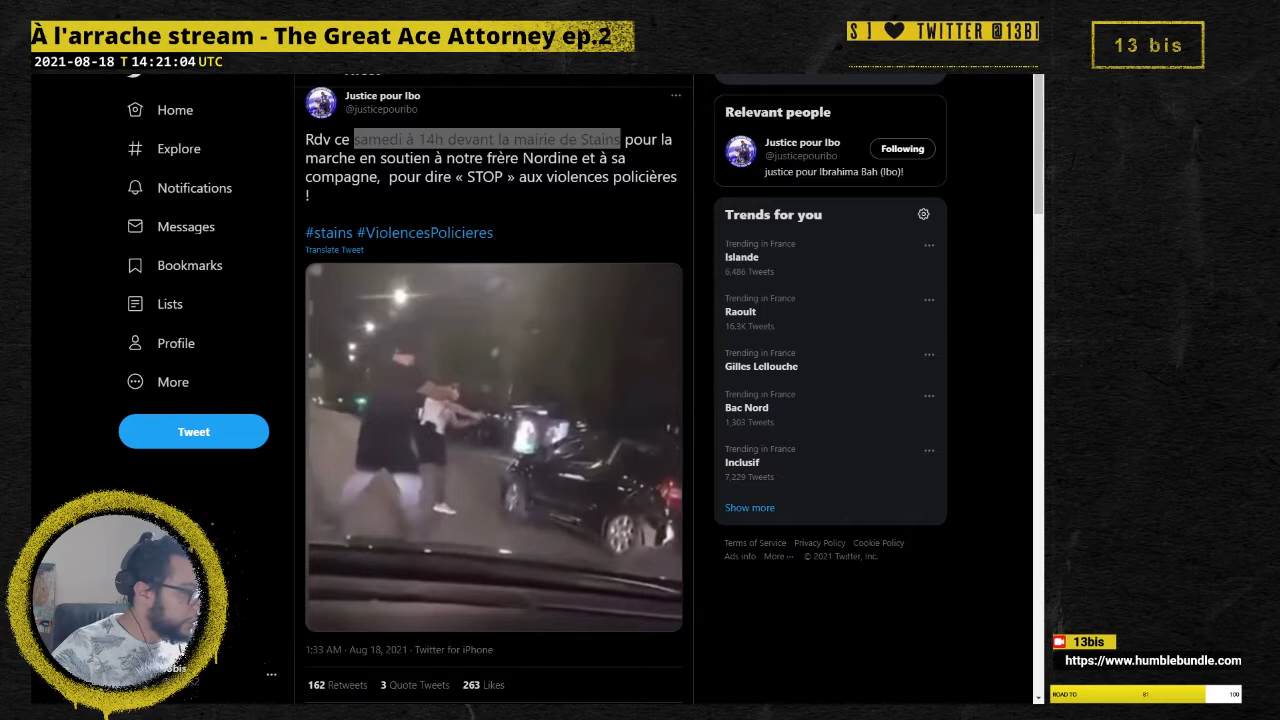 À l'arrache stream - The Great Ace Attorney ep.2
2021-08-18 T 14:21:04 UTC
S ] TWITTER @13BI
13 bis
Home
Explore
Notifications
Messages
Bookmarks
Lists
Profile
More
Tweet
Justice pour Ibo
@justicepouribo
Rdv ce samedi à 14h devant la mairie de Stains pour la
marche en soutien à notre frère Nordine et à sa
compagne, pour dire « STOP » aux violences policières
!
#stains #ViolencesPolicieres
Translate Tweet
1:33 AM · Aug 18, 2021 · Twitter for iPhone
162 Retweets 3 Quote Tweets 263 Likes
Relevant people
Justice pour Ibo
@justicepouribo
Following
justice pour Ibrahima Bah (Ibo)!
Trends for you
Trending in France
Islande
6,486 Tweets
Trending in France
Raoult
16.3K Tweets
Trending in France
Gilles Lellouche
Trending in France
Bac Nord
1,303 Tweets
Trending in France
Inclusif
7,229 Tweets
Show more
Terms of Service Privacy Policy Cookie Policy
Ads info More ··· © 2021 Twitter, Inc.
13bis
https://www.humblebundle.com
ROAD TO 81 100